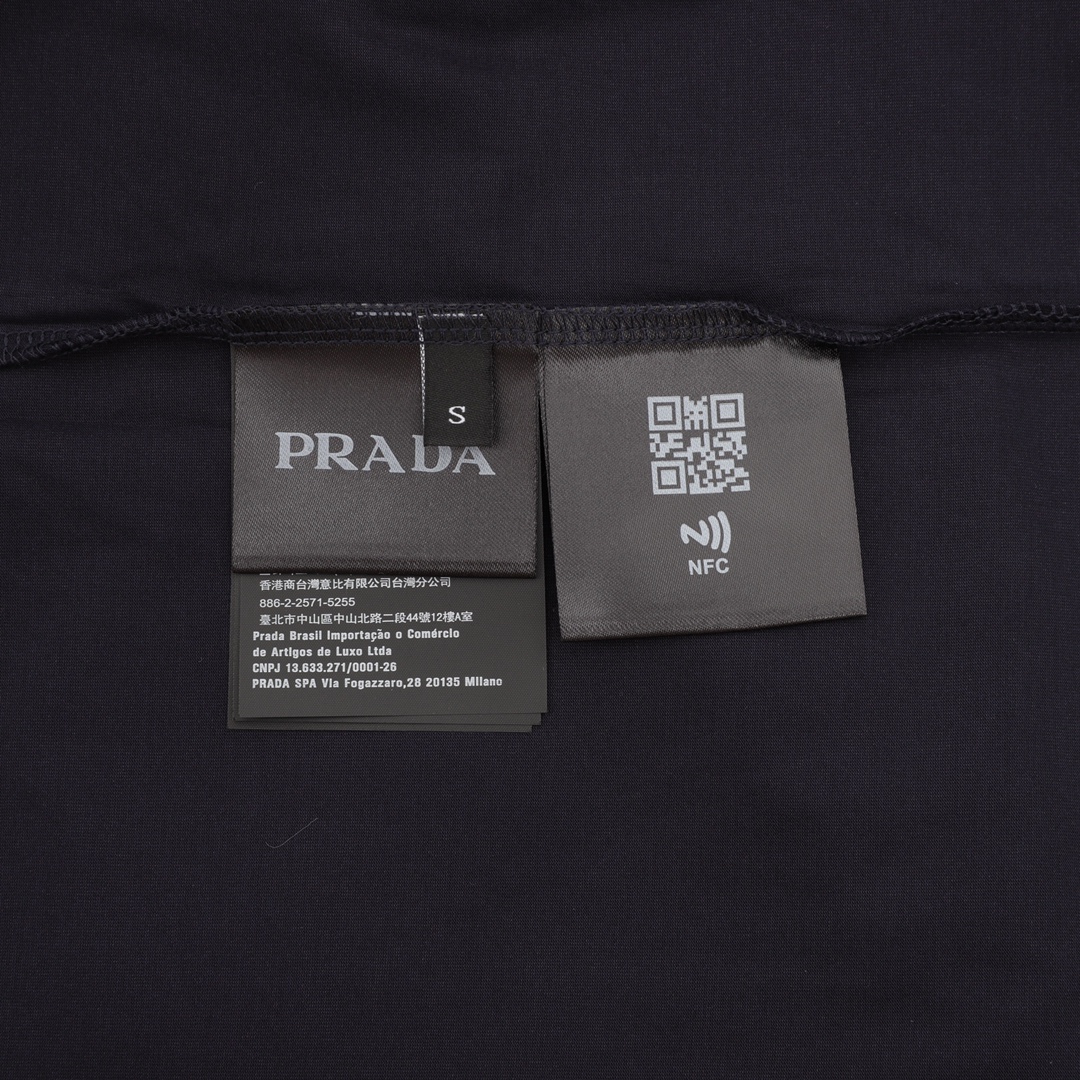 S
PRADA
NFC
香港商台灣意比有限公司台灣分公司
886-2-2571-5255
臺北市中山區中山北路二段44號12樓A室
Prada Brasil Importação o Comércio
de Artigos de Luxo Ltda
CNPJ 13.633.271/0001-26
PRADA SPA Via Fogazzaro,28 20135 Milano